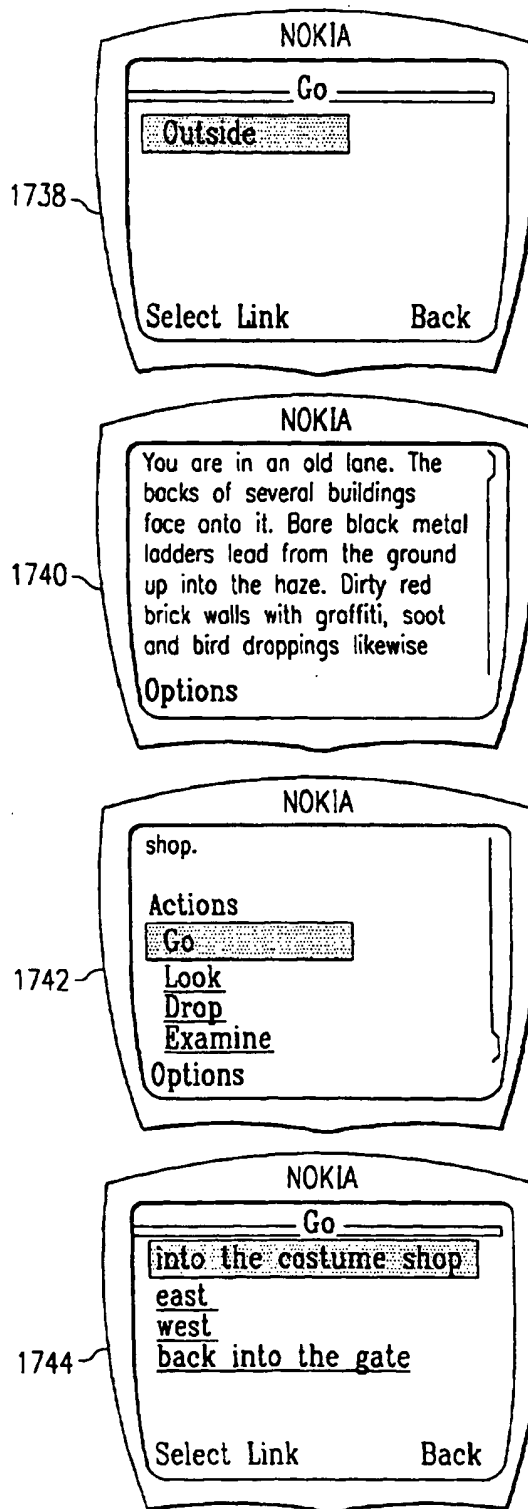 NOKIA
Go
Outside
1738
Select Link Back
NOKIA
You are in an old lane. The
backs of several buildings
face onto it. Bare black metal
ladders lead from the ground
1740
up into the haze. Dirty red
brick walls with graffiti, soot
and bird droppings likewise
Options
NOKIA
shop.
Actions
Go
1742
Look
Drop
Examine
Options
NOKIA
Go
into the costume shop
east
west
1744
back into the gate
Select Link Back